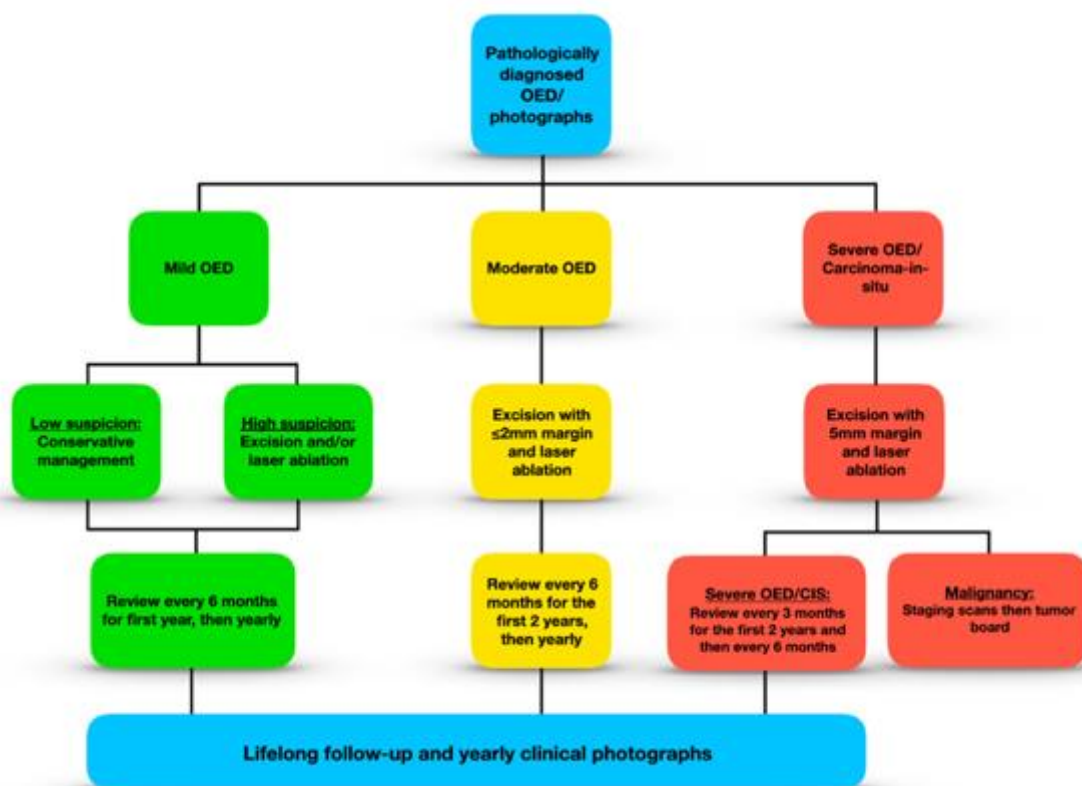 Pathologically
diagnosed
OED/
photographs
Mild OED
Moderate OED
Severe OED/
Carcinoma-in-
situ
Low suspicion:
Conservative
management
High suspicion:
Excision and/or
laser ablation
Excision with
≤2mm margin
and laser
ablation
Excision with
5mm margin
and laser
ablation
Review every 6 months
for first year, then yearly
Review every 6
months for the
first 2 years,
then yearly
Severe OED/CIS:
Review every 3 months
for the first 2 years and
then every 6 months
Malignancy:
Staging scans then tumor
board
Lifelong follow-up and yearly clinical photographs